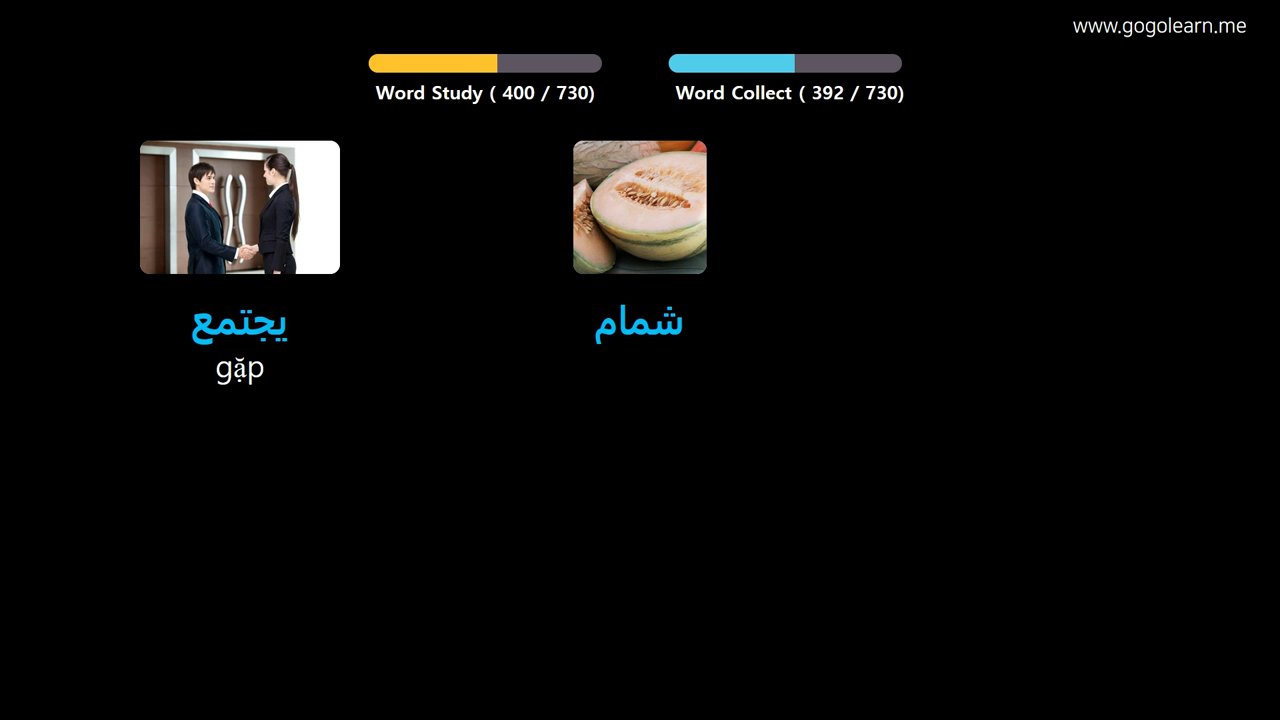 www.gogolearn.me
Word Study ( 400 / 730)
Word Collect ( 392 / 730)
يجتمع
gặp
شمام